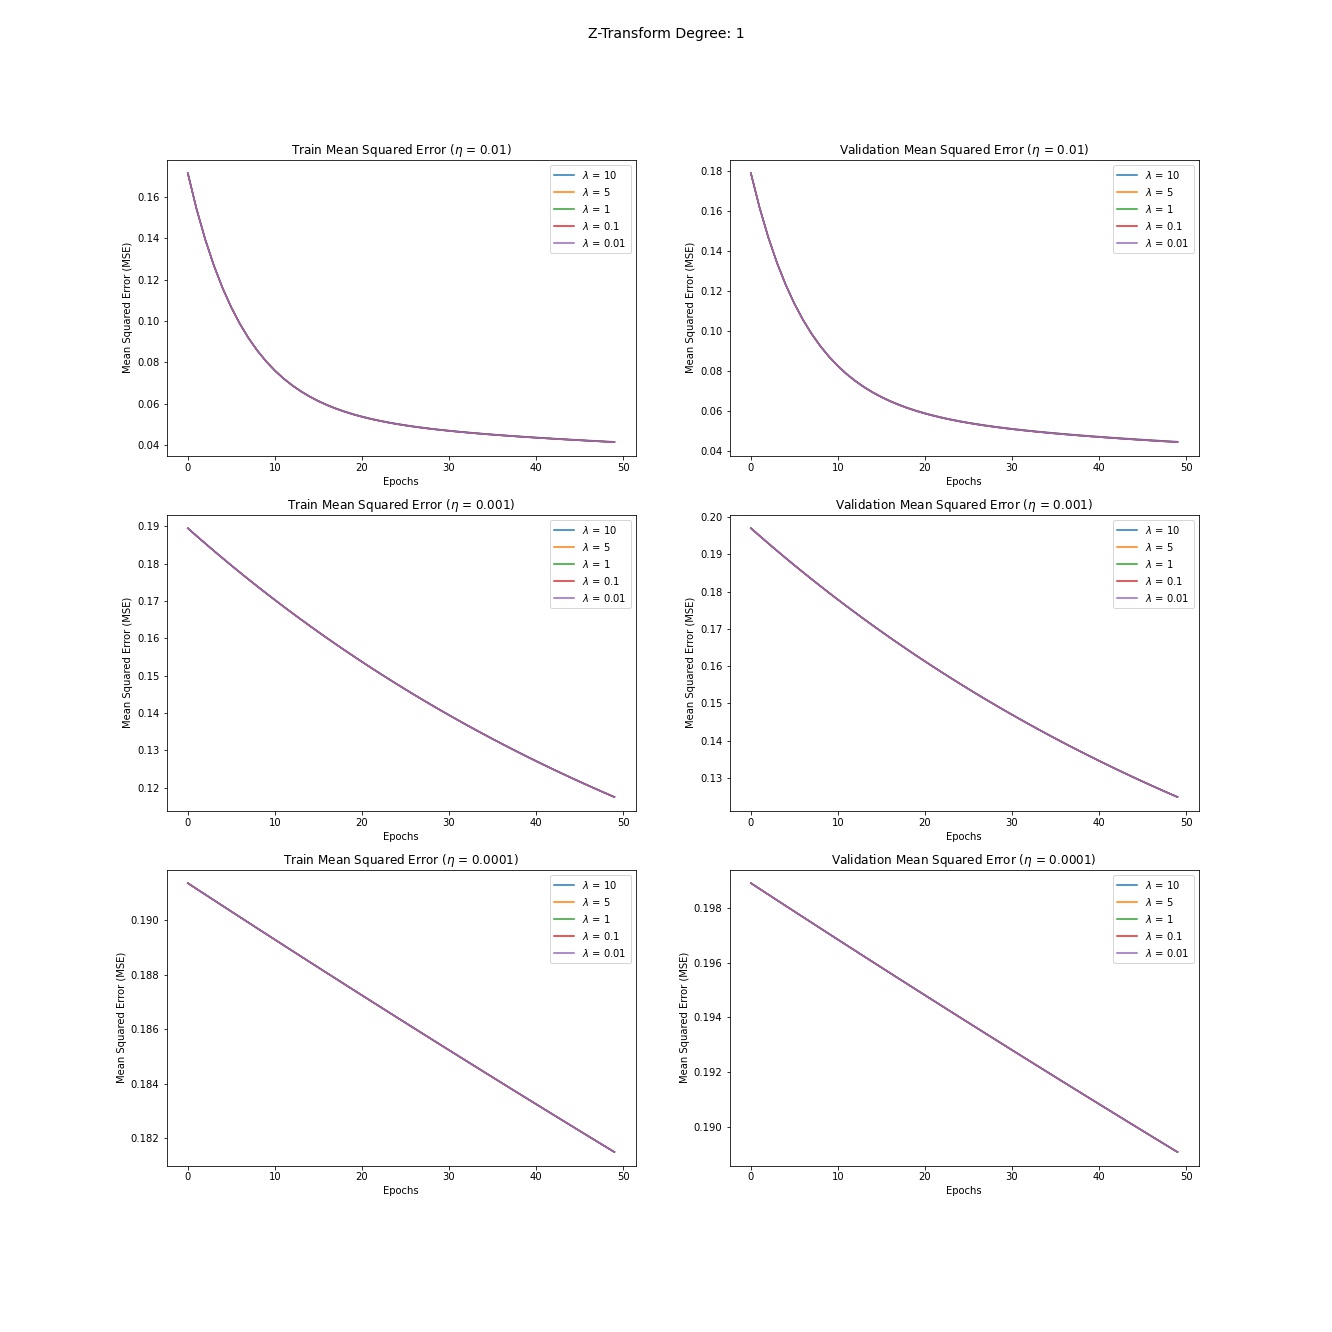 Z-Transform Degree: 1
Train Mean Squared Error (η = 0.01)
Mean Squared Error (MSE)
0.16
0.14
0.12
0.10
0.08
0.06
0.04
λ = 10
λ = 5
λ = 1
λ = 0.1
λ = 0.01
0 10 20 30 40 50
Epochs
Validation Mean Squared Error (η = 0.01)
Mean Squared Error (MSE)
0.18
0.16
0.14
0.12
0.10
0.08
0.06
0.04
λ = 10
λ = 5
λ = 1
λ = 0.1
λ = 0.01
0 10 20 30 40 50
Epochs
Train Mean Squared Error (η = 0.001)
Mean Squared Error (MSE)
0.19
0.18
0.17
0.16
0.15
0.14
0.13
0.12
λ = 10
λ = 5
λ = 1
λ = 0.1
λ = 0.01
0 10 20 30 40 50
Epochs
Validation Mean Squared Error (η = 0.001)
Mean Squared Error (MSE)
0.20
0.19
0.18
0.17
0.16
0.15
0.14
0.13
λ = 10
λ = 5
λ = 1
λ = 0.1
λ = 0.01
0 10 20 30 40 50
Epochs
Train Mean Squared Error (η = 0.0001)
Mean Squared Error (MSE)
0.190
0.188
0.186
0.184
0.182
λ = 10
λ = 5
λ = 1
λ = 0.1
λ = 0.01
0 10 20 30 40 50
Epochs
Validation Mean Squared Error (η = 0.0001)
Mean Squared Error (MSE)
0.198
0.196
0.194
0.192
0.190
λ = 10
λ = 5
λ = 1
λ = 0.1
λ = 0.01
0 10 20 30 40 50
Epochs